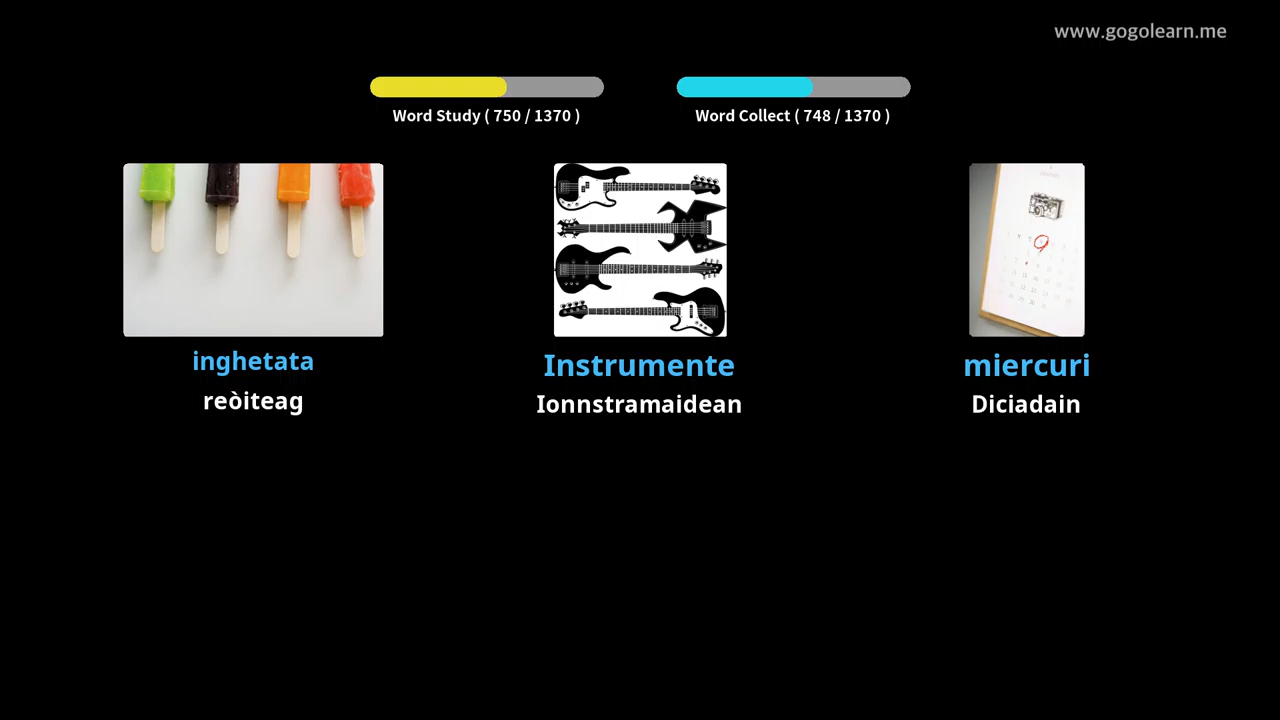 www.gogolearn.me
Word Study ( 750 / 1370 )
Word Collect ( 748 / 1370 )
inghetata
Instrumente
miercuri
reòiteag
Ionnstramaidean
Diciadain